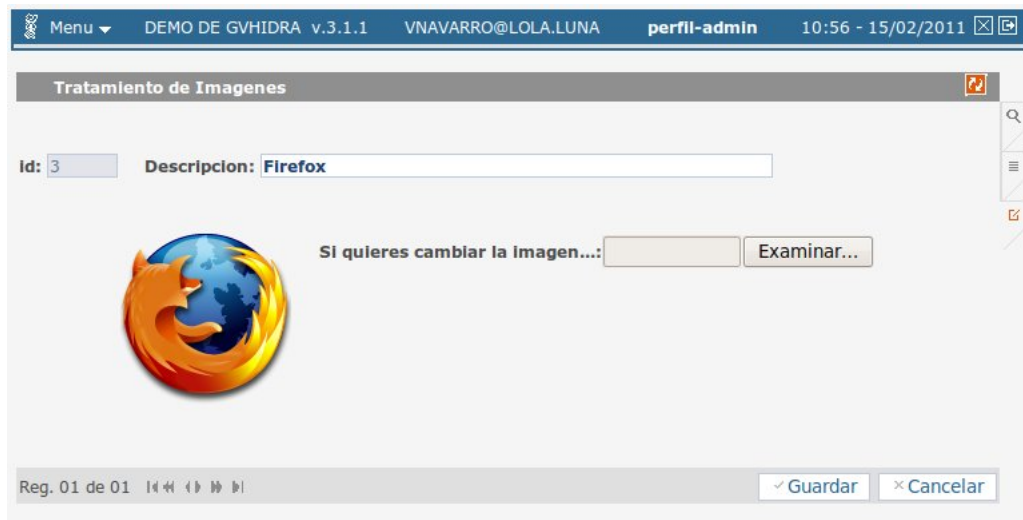 Menu DEMO DE GVHIDRA v.3.1.1 VNAVARRO@LOLA.LUNA perfil-admin 10:56 - 15/02/2011
Tratamiento de Imagenes
id: 3 Descripcion: Firefox
Si quieres cambiar la imagen...: Examinar...
Reg. 01 de 01 Guardar Cancelar